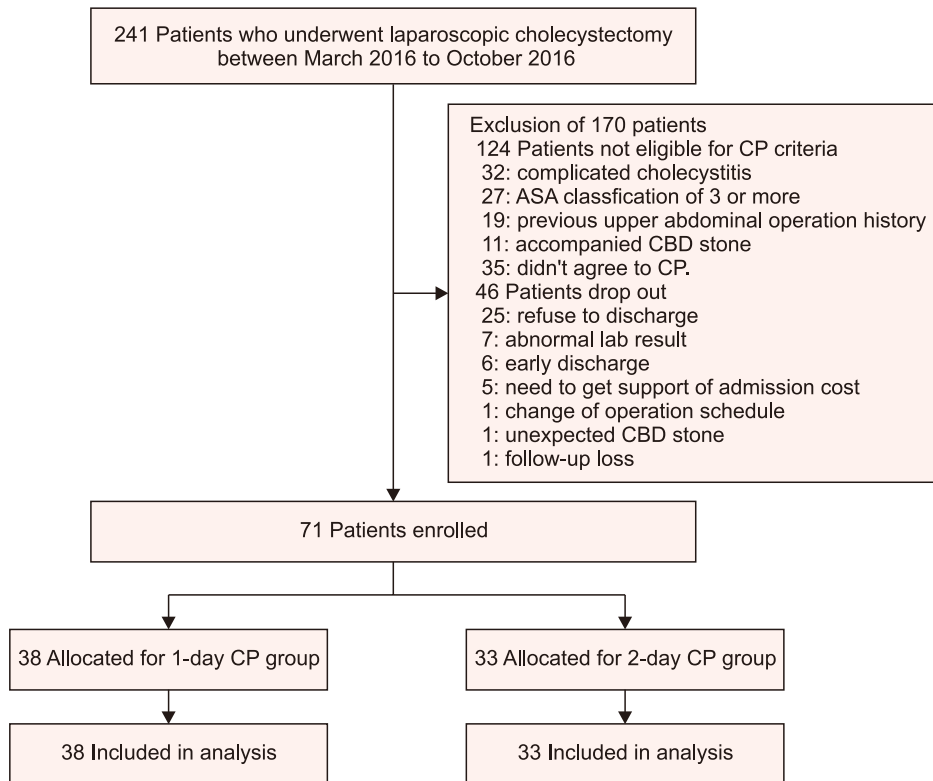 241 Patients who underwent laparoscopic cholecystectomy
between March 2016 to October 2016
Exclusion of 170 patients
124 Patients not eligible for CP criteria
32: complicated cholecystitis
27: ASA classfication of 3 or more
19: previous upper abdominal operation history
11: accompanied CBD stone
35: didn't agree to CP.
46 Patients drop out
25: refuse to discharge
7: abnormal lab result
6: early discharge
5: need to get support of admission cost
1: change of operation schedule
1: unexpected CBD stone
1: follow-up loss
71 Patients enrolled
38 Allocated for 1-day CP group
33 Allocated for 2-day CP group
38 Included in analysis
33 Included in analysis